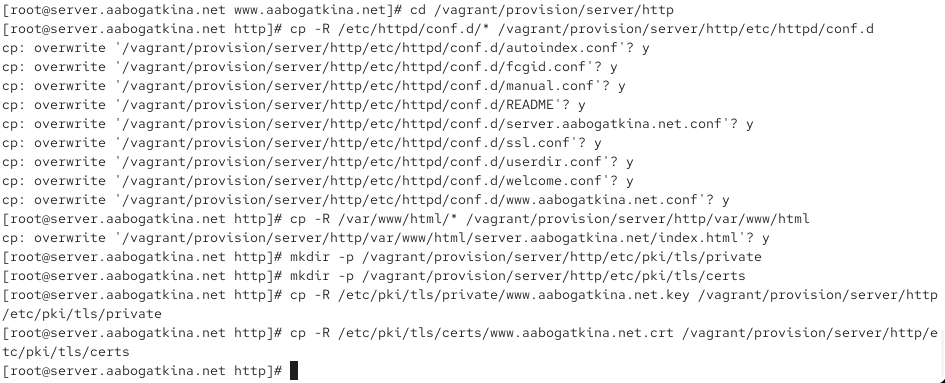 [root@server.aabogatkina.net www.aabogatkina.net]# cd /vagrant/provision/server/http
[root@server.aabogatkina.net http]# cp -R /etc/httpd/conf.d/* /vagrant/provision/server/http/etc/httpd/conf.d
cp: overwrite '/vagrant/provision/server/http/etc/httpd/conf.d/autoindex.conf'? y
cp: overwrite '/vagrant/provision/server/http/etc/httpd/conf.d/fcgid.conf'? y
cp: overwrite '/vagrant/provision/server/http/etc/httpd/conf.d/manual.conf'? y
cp: overwrite '/vagrant/provision/server/http/etc/httpd/conf.d/README'? y
cp: overwrite '/vagrant/provision/server/http/etc/httpd/conf.d/server.aabogatkina.net.conf'? y
cp: overwrite '/vagrant/provision/server/http/etc/httpd/conf.d/ssl.conf'? y
cp: overwrite '/vagrant/provision/server/http/etc/httpd/conf.d/userdir.conf'? y
cp: overwrite '/vagrant/provision/server/http/etc/httpd/conf.d/welcome.conf'? y
cp: overwrite '/vagrant/provision/server/http/etc/httpd/conf.d/www.aabogatkina.net.conf'? y
[root@server.aabogatkina.net http]# cp -R /var/www/html/* /vagrant/provision/server/http/var/www/html
cp: overwrite '/vagrant/provision/server/http/var/www/html/server.aabogatkina.net/index.html'? y
[root@server.aabogatkina.net http]# mkdir -p /vagrant/provision/server/http/etc/pki/tls/private
[root@server.aabogatkina.net http]# mkdir -p /vagrant/provision/server/http/etc/pki/tls/certs
[root@server.aabogatkina.net http]# cp -R /etc/pki/tls/private/www.aabogatkina.net.key /vagrant/provision/server/http
/etc/pki/tls/private
[root@server.aabogatkina.net http]# cp -R /etc/pki/tls/certs/www.aabogatkina.net.crt /vagrant/provision/server/http/e
tc/pki/tls/certs
[root@server.aabogatkina.net http]#